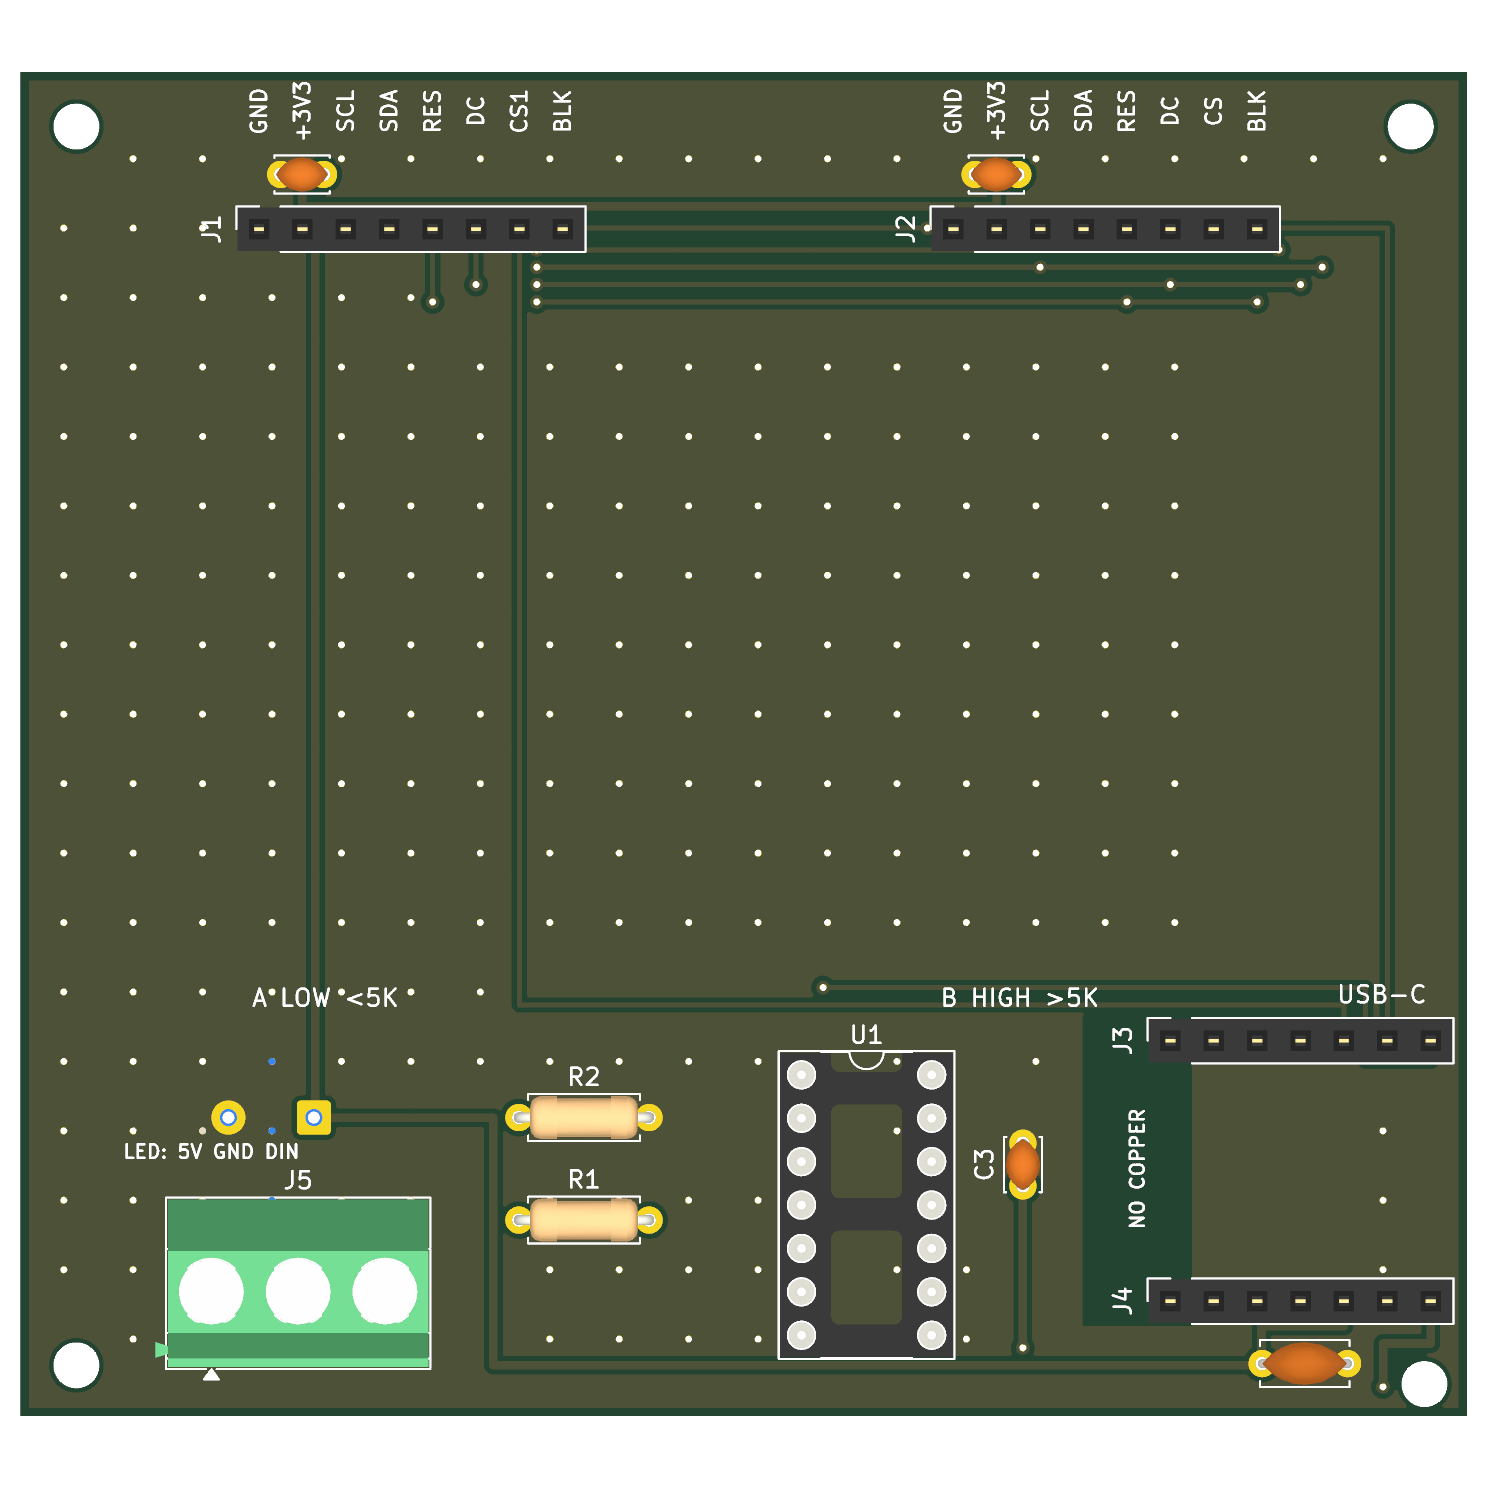 GND +3V3 SCL SDA RES DC CS1 BLK
GND +3V3 SCL SDA RES DC CS BLK
J1
J2
A LOW <5K
B HIGH >5K
USB-C
U1
J3
R2
NO COPPER
LED: 5V GND DIN
C3
J5
R1
J4